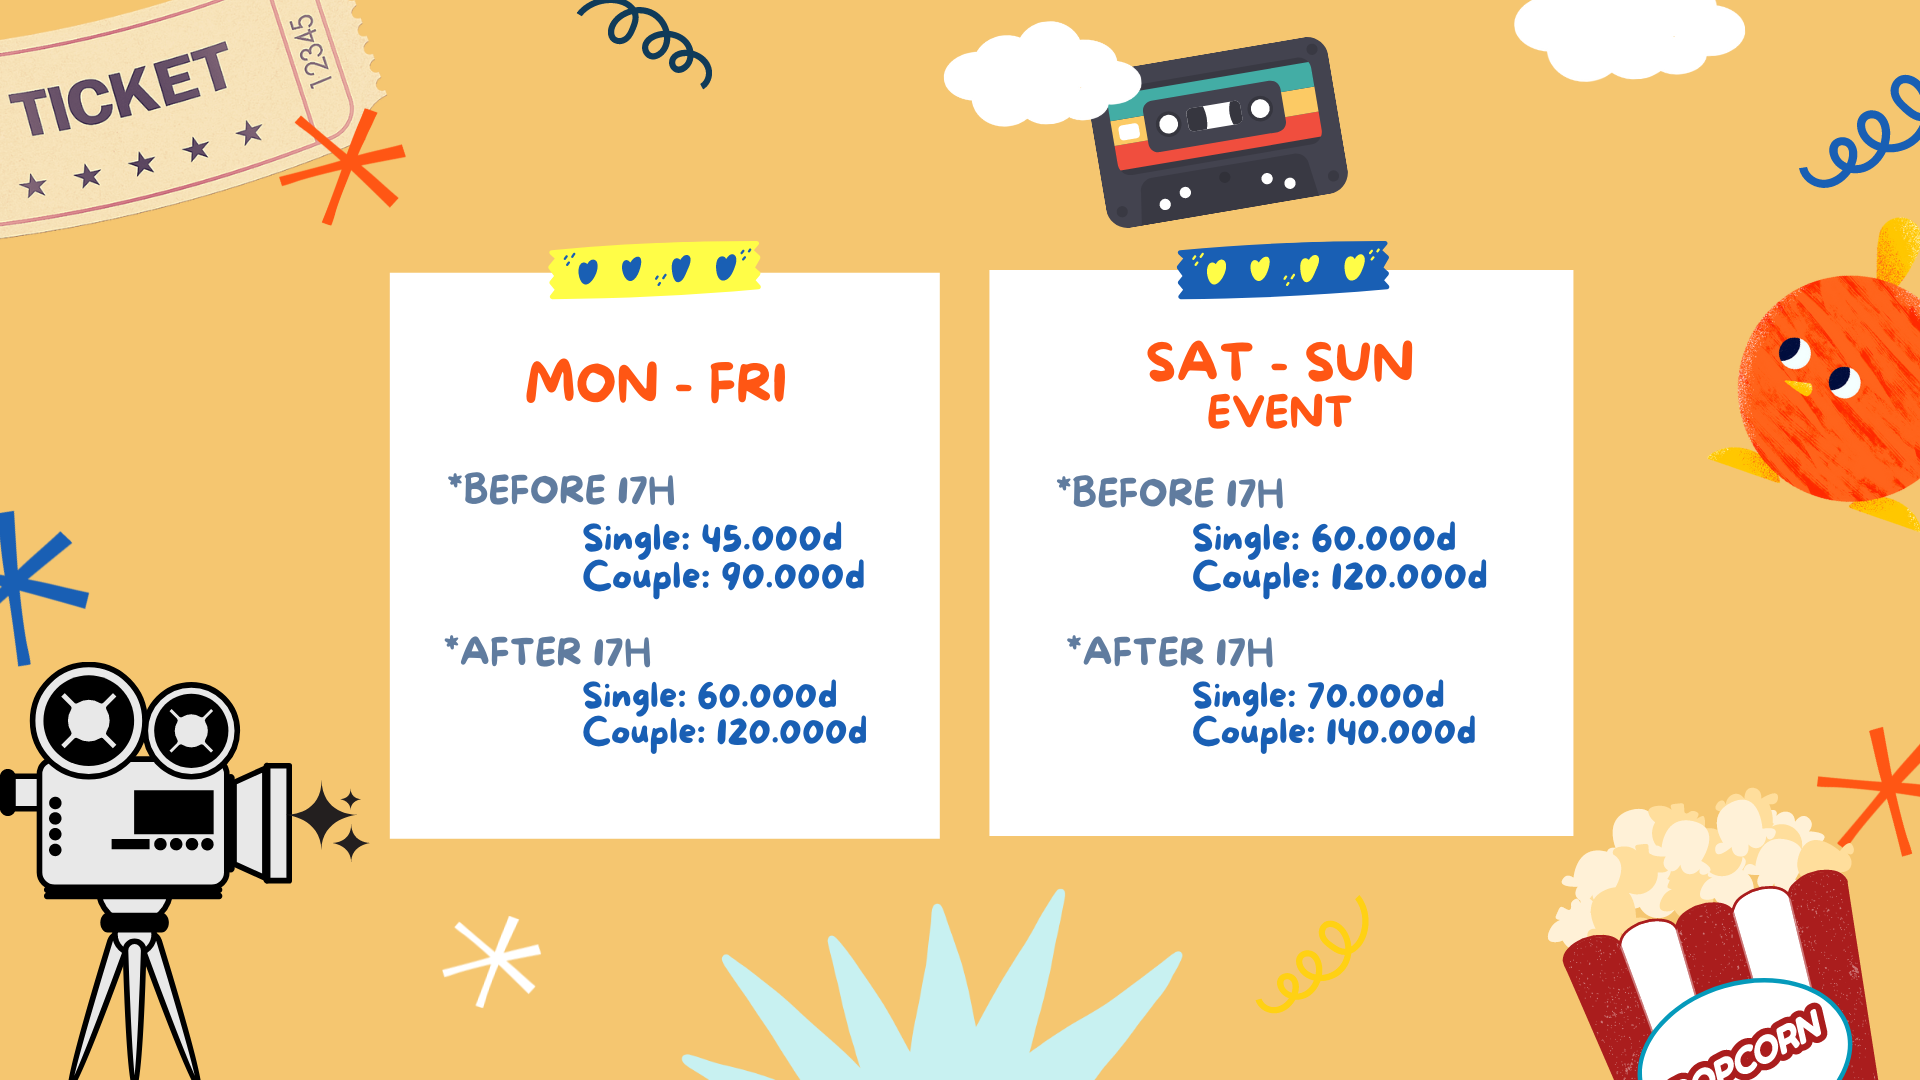 TICKET
12345
MON - FRI
*BEFORE 17H
Single: 45.000d
Couple: 90.000d
*AFTER 17H
Single: 60.000d
Couple: 120.000d
SAT - SUN
EVENT
*BEFORE 17H
Single: 60.000d
Couple: 120.000d
*AFTER 17H
Single: 70.000d
Couple: 140.000d
POPCORN